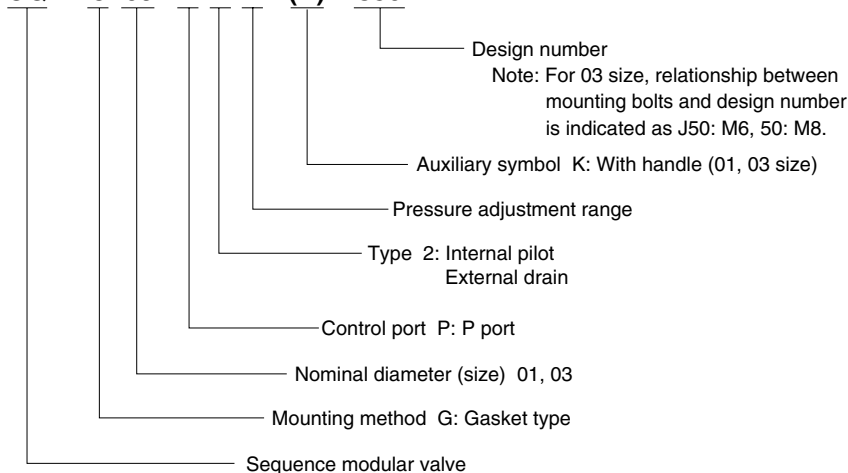 Design number
Note: For 03 size, relationship between
mounting bolts and design number
is indicated as J50: M6, 50: M8.
Auxiliary symbol K: With handle (01, 03 size)
Pressure adjustment range
Type 2: Internal pilot
External drain
Control port P: P port
Nominal diameter (size) 01, 03
Mounting method G: Gasket type
Sequence modular valve